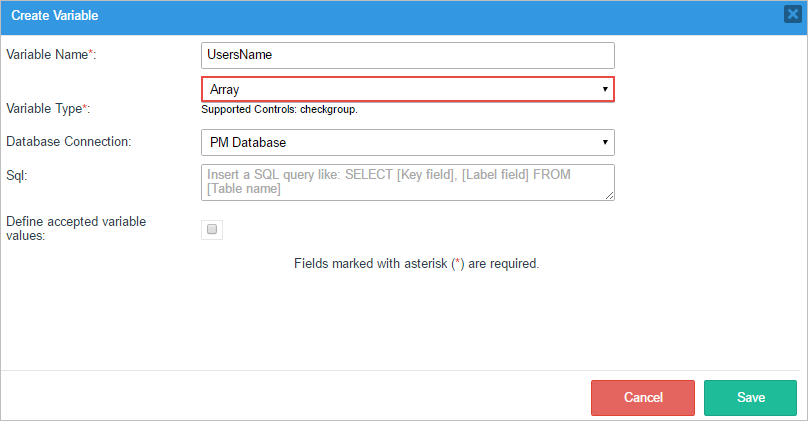 Create Variable
Variable Name*:
UsersName
Array
Variable Type*:
Supported Controls: checkgroup.
Database Connection:
PM Database
Sql:
Insert a SQL query like: SELECT [Key field], [Label field] FROM
[Table name]
Define accepted variable
values:
Fields marked with asterisk (*) are required.
Cancel
Save